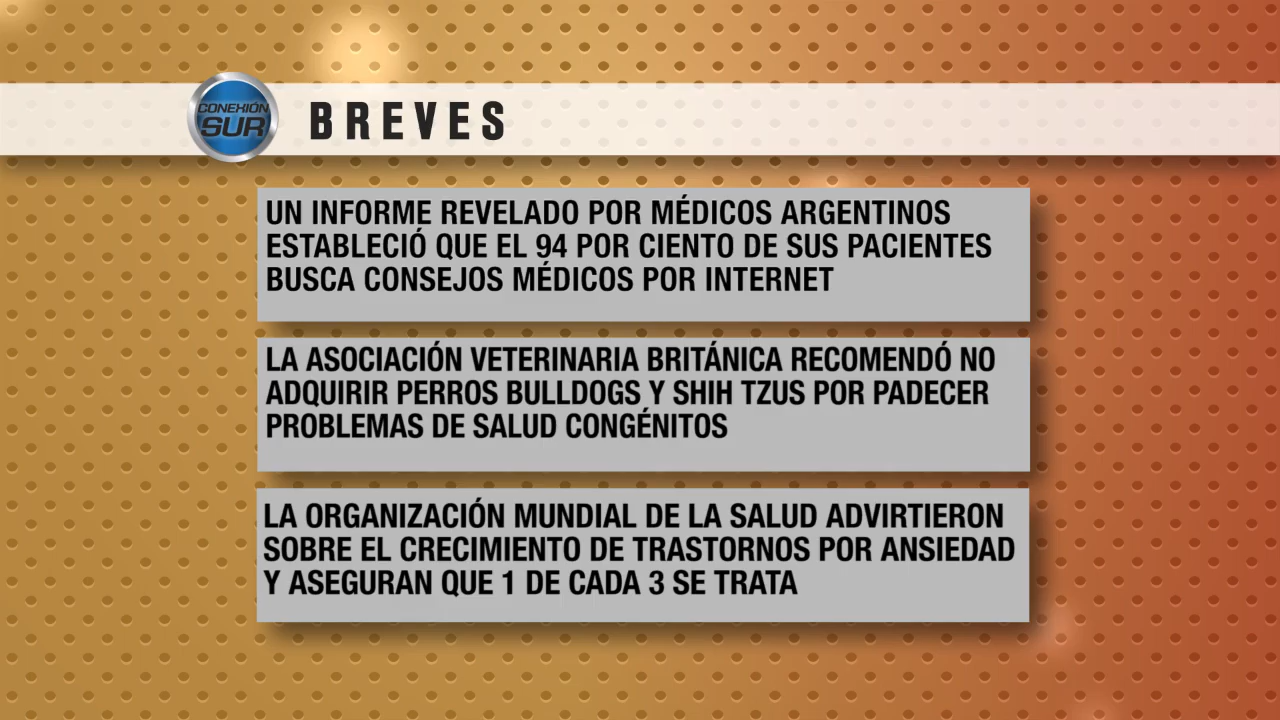 CONEXIÓN
SUR
BREVES
UN INFORME REVELADO POR MÉDICOS ARGENTINOS
ESTABLECIÓ QUE EL 94 POR CIENTO DE SUS PACIENTES
BUSCA CONSEJOS MÉDICOS POR INTERNET
LA ASOCIACIÓN VETERINARIA BRITÁNICA RECOMENDÓ NO
ADQUIRIR PERROS BULLDOGS Y SHIH TZUS POR PADECER
PROBLEMAS DE SALUD CONGÉNITOS
LA ORGANIZACIÓN MUNDIAL DE LA SALUD ADVIRTIERON
SOBRE EL CRECIMIENTO DE TRASTORNOS POR ANSIEDAD
Y ASEGURAN QUE 1 DE CADA 3 SE TRATA